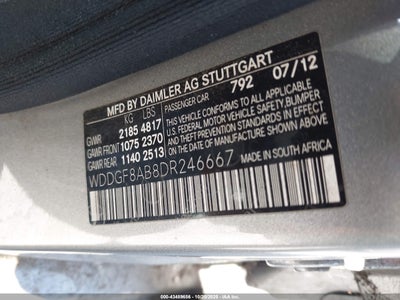 MFD BY DAIMLER AG STUTTGART
KG LBS
GVWR 2185 4817
GAWR FRONT 1075 2370
GAWR REAR 1140 2513
PASSENGER CAR 792 07/12
THIS VEHICLE CONFORMS TO ALL APPLICABLE
U.S. FEDERAL MOTOR VEHICLE SAFETY, BUMPER
AND THEFT PREVENTION STANDARDS IN EFFECT
ON THE DATE OF MANUFACTURE SHOWN ABOVE.
WDDGF8AB8DR246667
MADE IN SOUTH AFRICA